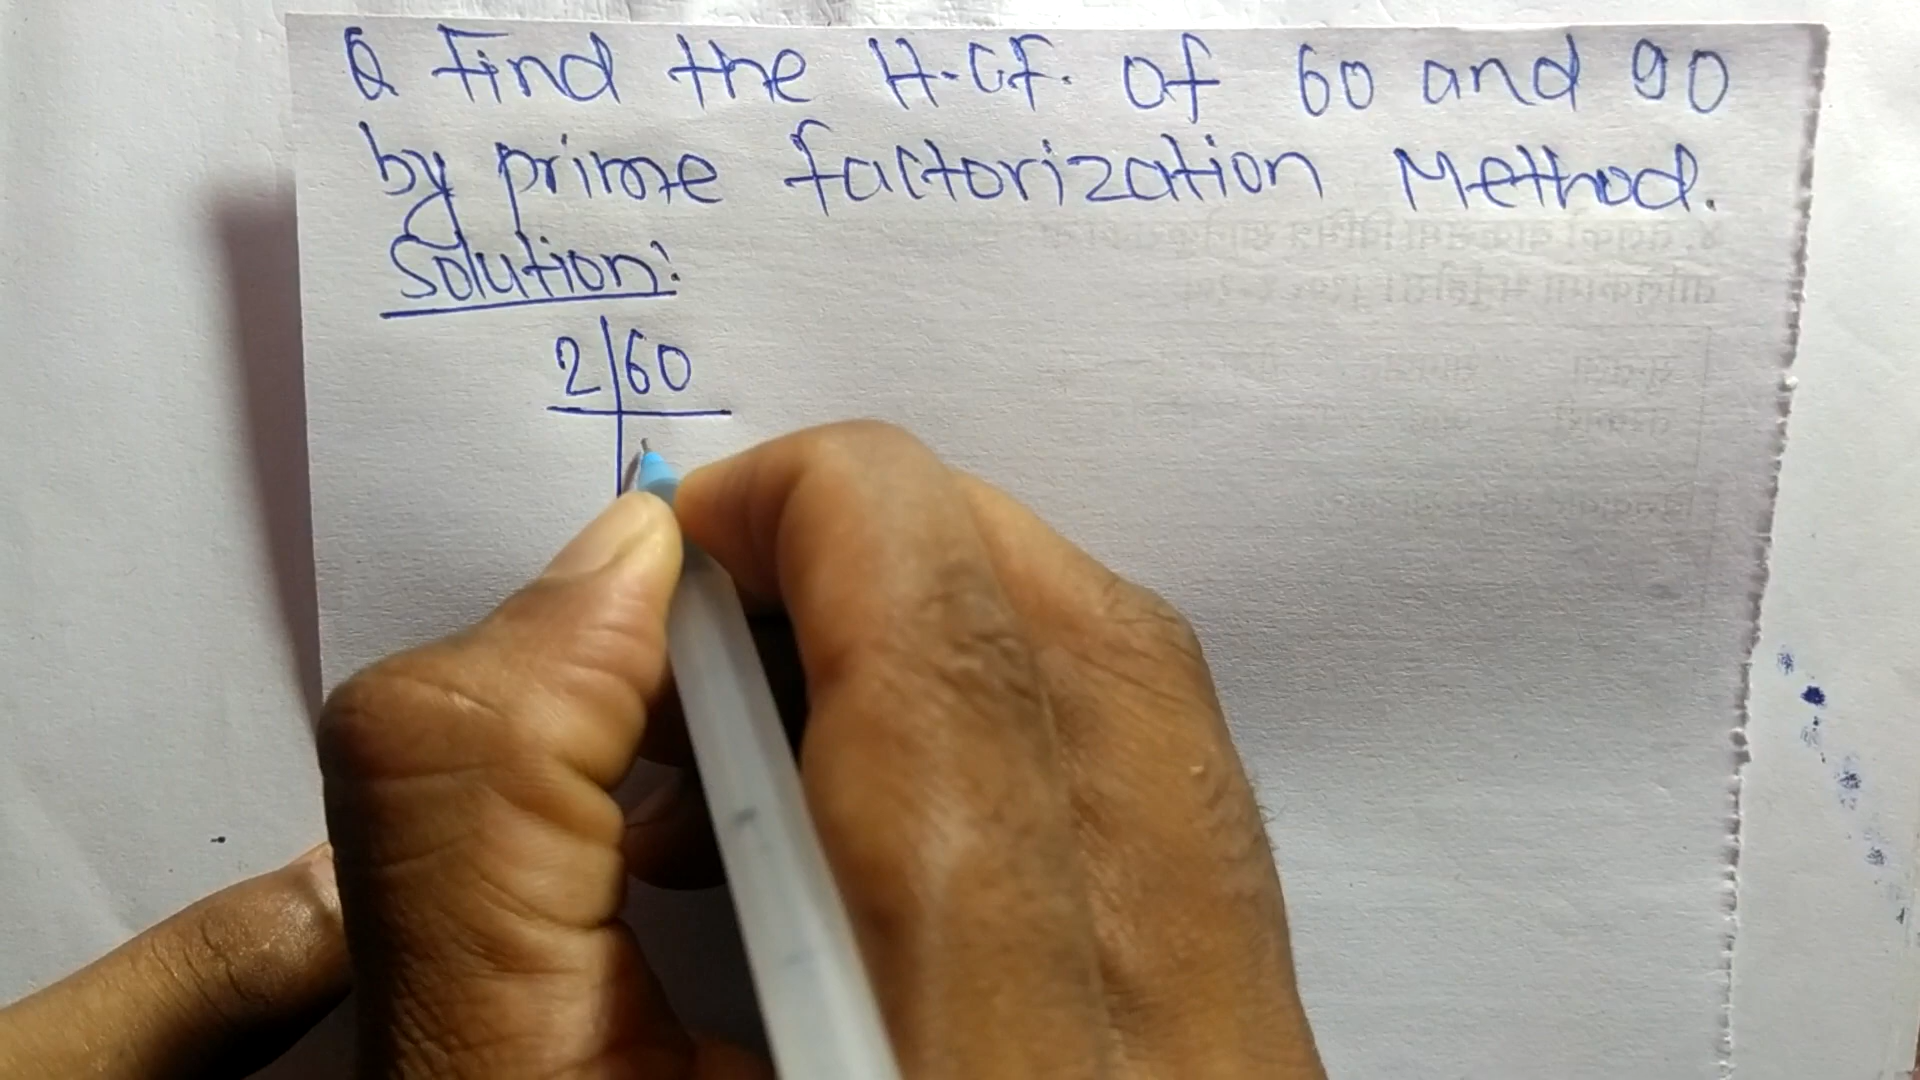 Q Find the H.C.F. of 60 and 90
by prime factorization Method.
Solution:
2 60